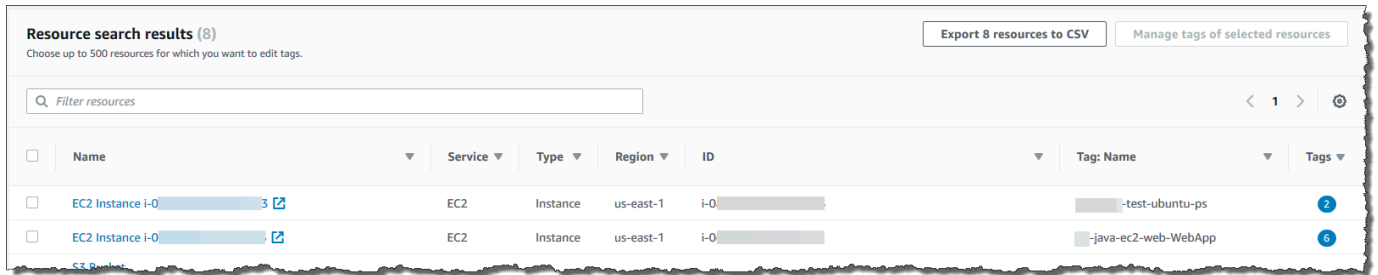 Resource search results (8)
Export 8 resources to CSV
Manage tags of selected resources
Choose up to 500 resources for which you want to edit tags.
Filter resources
1
Name Service Type Region ID Tag: Name Tags
EC2 Instance i-0 3 EC2 Instance us-east-1 i-0 -test-ubuntu-ps 2
EC2 Instance i-0 EC2 Instance us-east-1 i-0 -java-ec2-web-WebApp 6
S3 Bucket